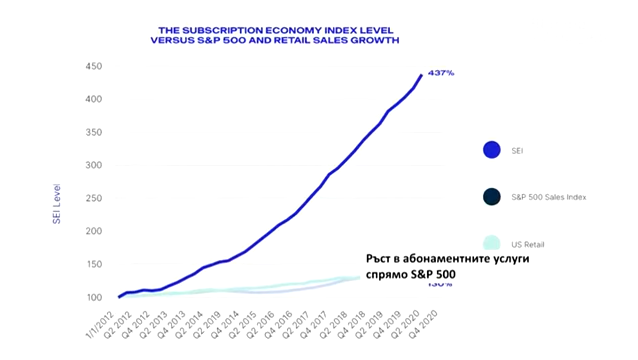 THE SUBSCRIPTION ECONOMY INDEX LEVEL
VERSUS S&P 500 AND RETAIL SALES GROWTH
450
437%
400
350
SEI
300
250
S&P 500 Sales Index
SEI Level
200
US Retail
150
Ръст в абонаментните услуги
спрямо S&P 500
130%
100
1/1/2012
Q2 2012
Q4 2012
Q2 2013
Q4 2013
Q2 2014
Q2 2019
Q4 2014
Q2 2015
Q4 2015
Q2 2016
Q4 2016
Q2 2017
Q4 2017
Q2 2018
Q4 2018
Q2 2019
Q4 2019
Q2 2020
Q4 2020